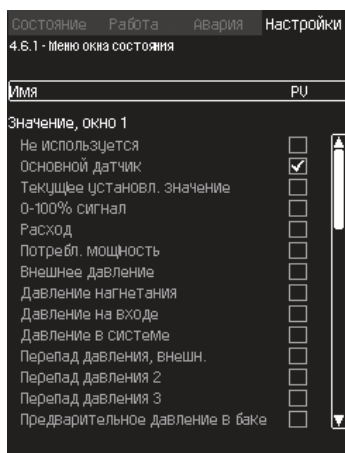 Состояние Работа Авария Настройки
4.6.1 - Меню окна состояния
Имя PV
Значение, окно 1
Не используется
Основной датчик
Текущее установл. значение
0-100% сигнал
Расход
Потребл. мощность
Внешнее давление
Давление нагнетания
Давление на входе
Давление в системе
Перепад давления, внешн.
Перепад давления 2
Перепад давления 3
Предварительное давление в баке